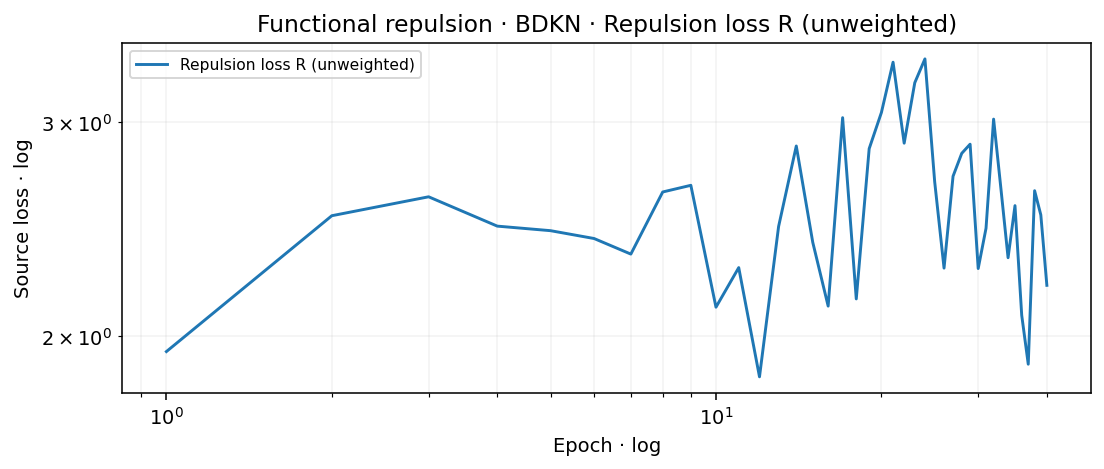 Functional repulsion · BDKN · Repulsion loss R (unweighted)
Repulsion loss R (unweighted)
Source loss · log
3 × 10⁰
2 × 10⁰
10⁰
10¹
Epoch · log